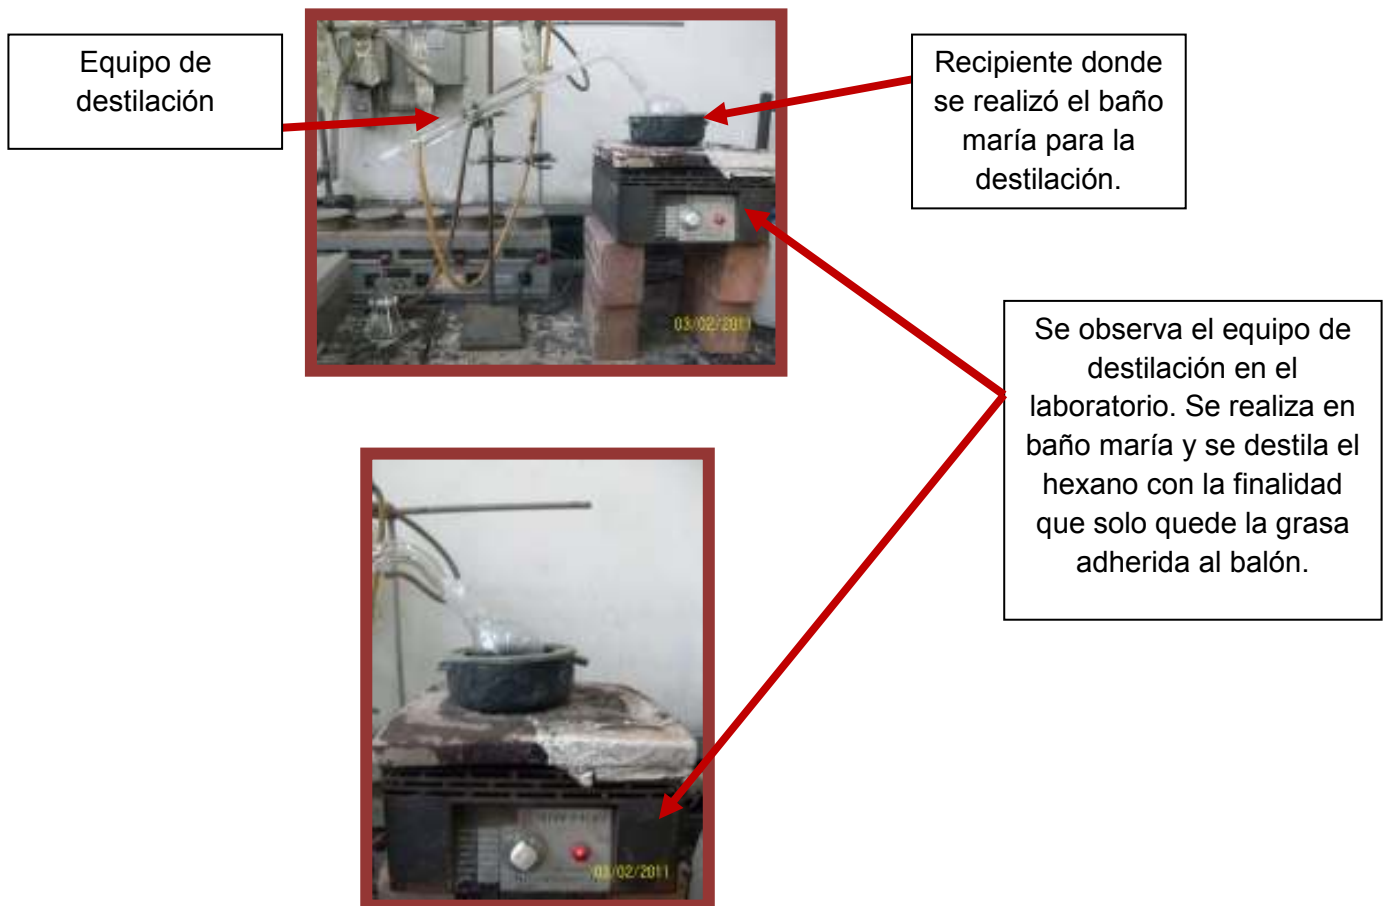 Equipo de
destilación
Recipiente donde
se realizó el baño
maría para la
destilación.
03/02/2011
Se observa el equipo de
destilación en el
laboratorio. Se realiza en
baño maría y se destila el
hexano con la finalidad
que solo quede la grasa
adherida al balón.
03/02/2011